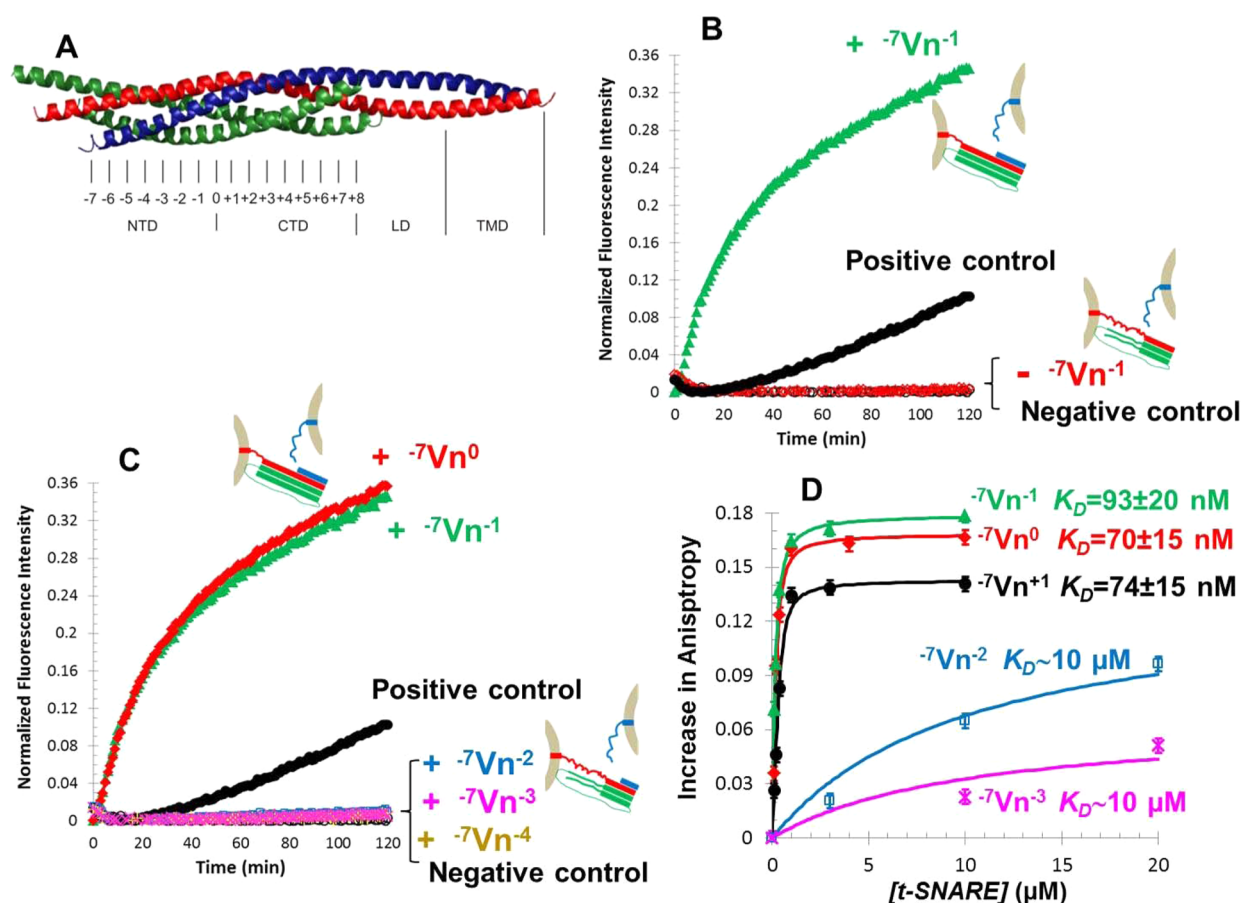 A
-7 -6 -5 -4 -3 -2 -1 0 +1 +2 +3 +4 +5 +6 +7 +8
NTD CTD LD TMD
B
+ -7Vn-1
Normalized Fluorescence Intensity
0.36
0.32
0.28
0.24
0.2
0.16
0.12
0.08
0.04
0
Positive control
- -7Vn-1
Negative control
0 20 40 60 80 100 120
Time (min)
C
+ -7Vn0
+ -7Vn-1
Normalized Fluorescence Intensity
0.36
0.32
0.28
0.24
0.2
0.16
0.12
0.08
0.04
0
Positive control
+ -7Vn-2
+ -7Vn-3
+ -7Vn-4
Negative control
0 20 40 60 80 100 120
Time (min)
D
Increase in Anisptropy
0.18
0.15
0.12
0.09
0.06
0.03
0
-7Vn-1 KD=93±20 nM
-7Vn0 KD=70±15 nM
-7Vn+1 KD=74±15 nM
-7Vn-2 KD~10 µM
-7Vn-3 KD~10 µM
0 5 10 15 20
[t-SNARE] (µM)